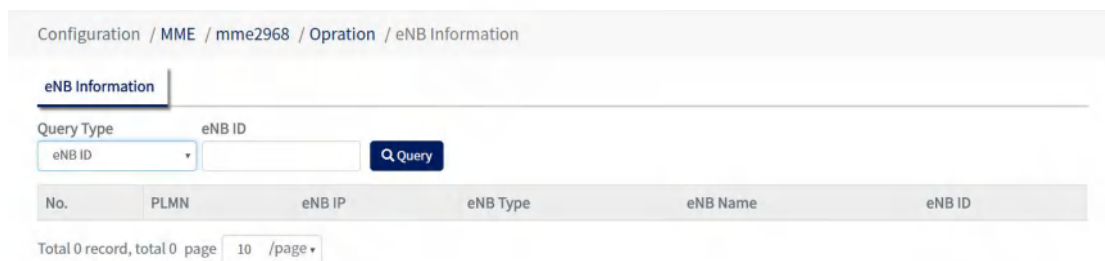 Configuration / MME / mme2968 / Opration / eNB Information
eNB Information
Query Type eNB ID
eNB ID Query
No. PLMN eNB IP eNB Type eNB Name eNB ID
Total 0 record, total 0 page 10 /page